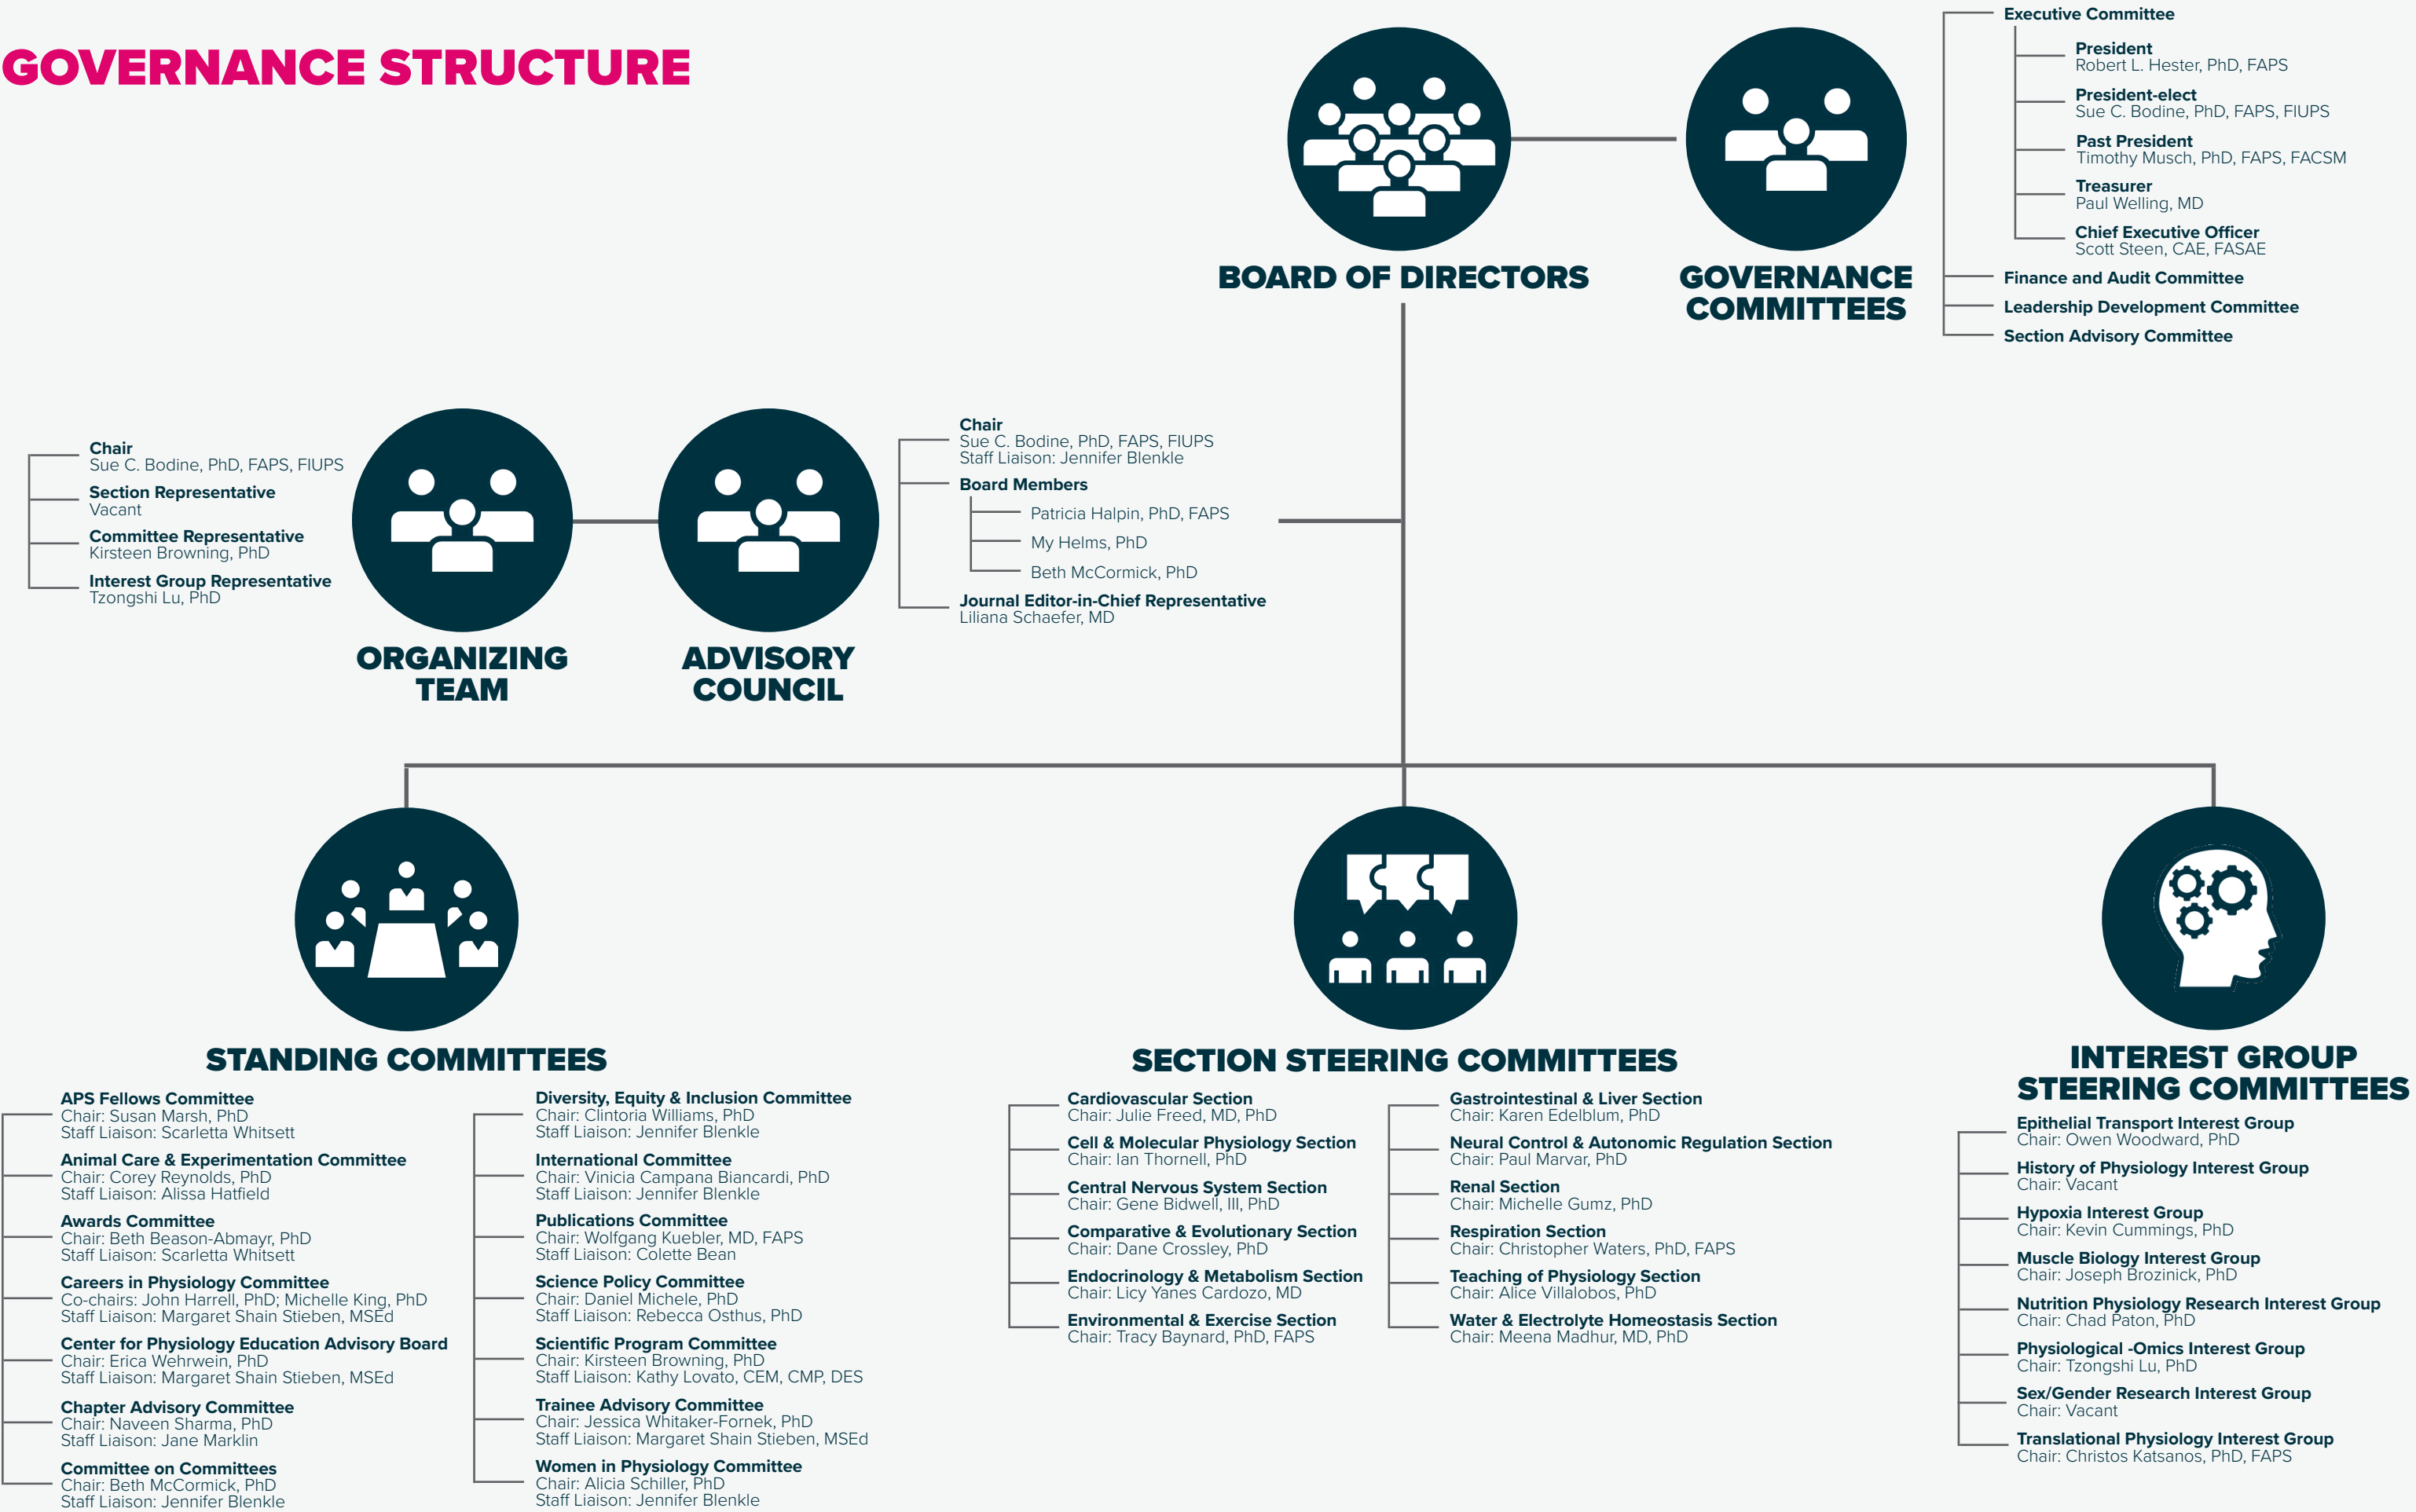 GOVERNANCE STRUCTURE
BOARD OF DIRECTORS
GOVERNANCE
COMMITTEES
Executive Committee
President
Robert L. Hester, PhD, FAPS
President-elect
Sue C. Bodine, PhD, FAPS, FIUPS
Past President
Timothy Musch, PhD, FAPS, FACSM
Treasurer
Paul Welling, MD
Chief Executive Officer
Scott Steen, CAE, FASAE
Finance and Audit Committee
Leadership Development Committee
Section Advisory Committee
Chair
Sue C. Bodine, PhD, FAPS, FIUPS
Section Representative
Vacant
Committee Representative
Kirsteen Browning, PhD
Interest Group Representative
Tzongshi Lu, PhD
ORGANIZING
TEAM
ADVISORY
COUNCIL
Chair
Sue C. Bodine, PhD, FAPS, FIUPS
Staff Liaison: Jennifer Blenkle
Board Members
Patricia Halpin, PhD, FAPS
My Helms, PhD
Beth McCormick, PhD
Journal Editor-in-Chief Representative
Liliana Schaefer, MD
STANDING COMMITTEES
APS Fellows Committee
Chair: Susan Marsh, PhD
Staff Liaison: Scarletta Whitsett
Animal Care & Experimentation Committee
Chair: Corey Reynolds, PhD
Staff Liaison: Alissa Hatfield
Awards Committee
Chair: Beth Beason-Abmayr, PhD
Staff Liaison: Scarletta Whitsett
Careers in Physiology Committee
Co-chairs: John Harrell, PhD; Michelle King, PhD
Staff Liaison: Margaret Shain Stieben, MSEd
Center for Physiology Education Advisory Board
Chair: Erica Wehrwein, PhD
Staff Liaison: Margaret Shain Stieben, MSEd
Chapter Advisory Committee
Chair: Naveen Sharma, PhD
Staff Liaison: Jane Marklin
Committee on Committees
Chair: Beth McCormick, PhD
Staff Liaison: Jennifer Blenkle
Diversity, Equity & Inclusion Committee
Chair: Clintoria Williams, PhD
Staff Liaison: Jennifer Blenkle
International Committee
Chair: Vinicia Campana Biancardi, PhD
Staff Liaison: Jennifer Blenkle
Publications Committee
Chair: Wolfgang Kuebler, MD, FAPS
Staff Liaison: Colette Bean
Science Policy Committee
Chair: Daniel Michele, PhD
Staff Liaison: Rebecca Osthus, PhD
Scientific Program Committee
Chair: Kirsteen Browning, PhD
Staff Liaison: Kathy Lovato, CEM, CMP, DES
Trainee Advisory Committee
Chair: Jessica Whitaker-Fornek, PhD
Staff Liaison: Margaret Shain Stieben, MSEd
Women in Physiology Committee
Chair: Alicia Schiller, PhD
Staff Liaison: Jennifer Blenkle
SECTION STEERING COMMITTEES
Cardiovascular Section
Chair: Julie Freed, MD, PhD
Cell & Molecular Physiology Section
Chair: Ian Thornell, PhD
Central Nervous System Section
Chair: Gene Bidwell, III, PhD
Comparative & Evolutionary Section
Chair: Dane Crossley, PhD
Endocrinology & Metabolism Section
Chair: Licy Yanes Cardozo, MD
Environmental & Exercise Section
Chair: Tracy Baynard, PhD, FAPS
Gastrointestinal & Liver Section
Chair: Karen Edelblum, PhD
Neural Control & Autonomic Regulation Section
Chair: Paul Marvar, PhD
Renal Section
Chair: Michelle Gumz, PhD
Respiration Section
Chair: Christopher Waters, PhD, FAPS
Teaching of Physiology Section
Chair: Alice Villalobos, PhD
Water & Electrolyte Homeostasis Section
Chair: Meena Madhur, MD, PhD
INTEREST GROUP
STEERING COMMITTEES
Epithelial Transport Interest Group
Chair: Owen Woodward, PhD
History of Physiology Interest Group
Chair: Vacant
Hypoxia Interest Group
Chair: Kevin Cummings, PhD
Muscle Biology Interest Group
Chair: Joseph Brozinick, PhD
Nutrition Physiology Research Interest Group
Chair: Chad Paton, PhD
Physiological -Omics Interest Group
Chair: Tzongshi Lu, PhD
Sex/Gender Research Interest Group
Chair: Vacant
Translational Physiology Interest Group
Chair: Christos Katsanos, PhD, FAPS